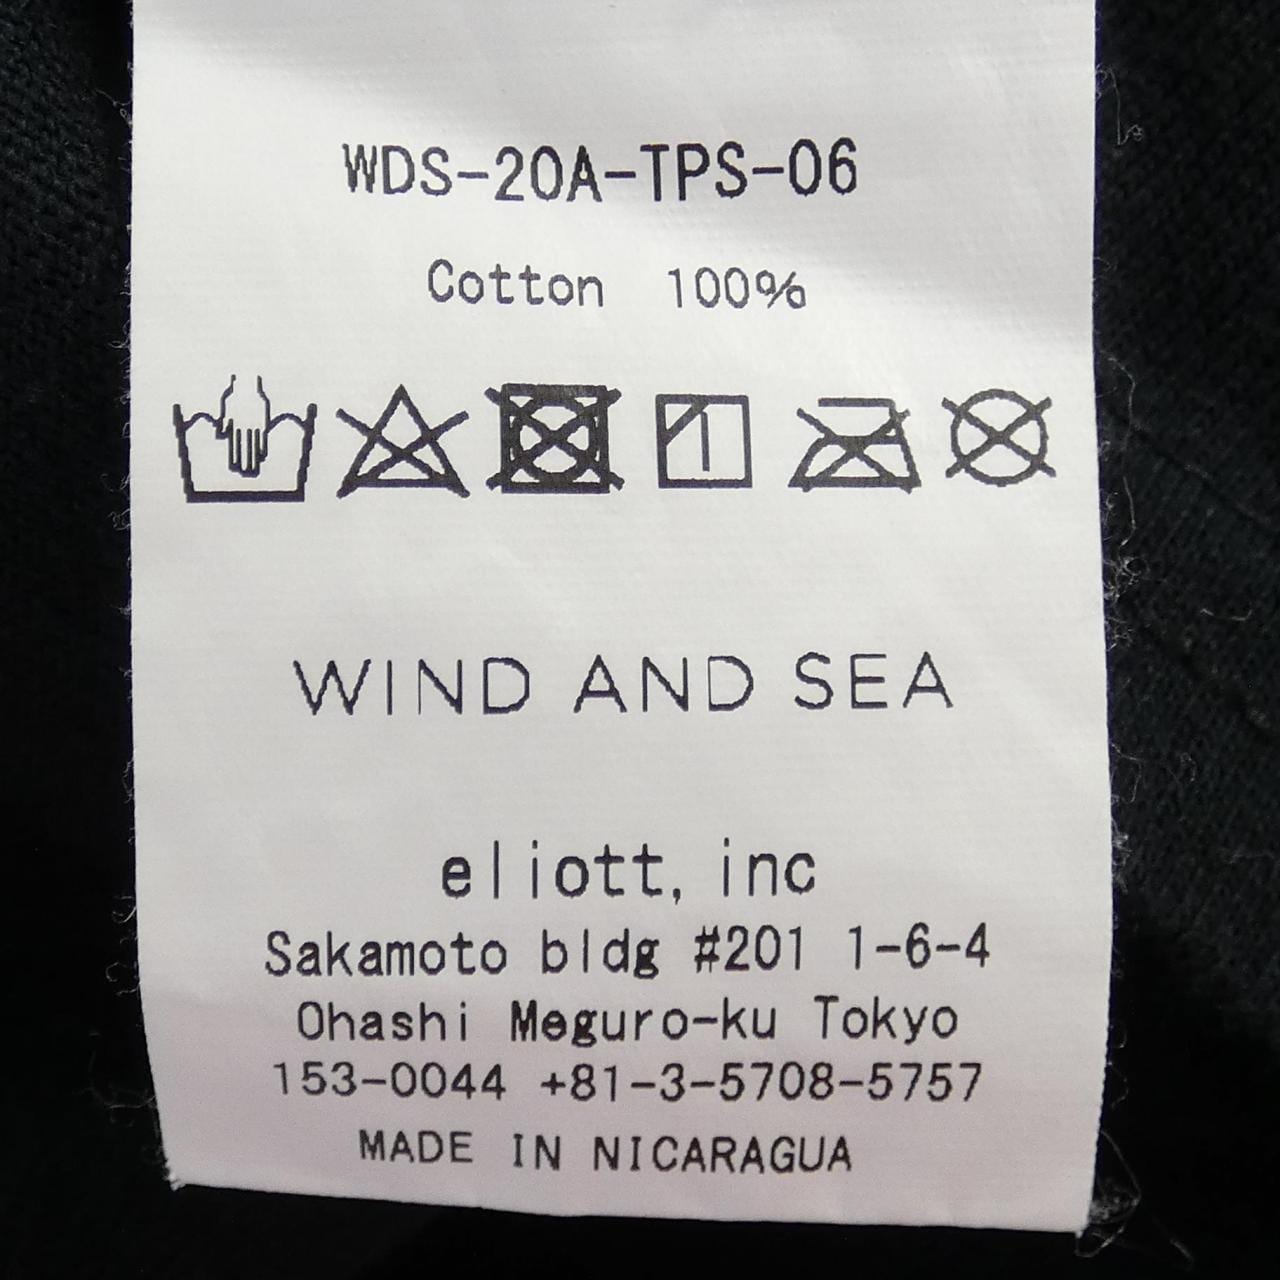 WDS-20A-TPS-06
Cotton 100%
WIND AND SEA
eliott, inc
Sakamoto bldg #201 1-6-4
Ohashi Meguro-ku Tokyo
153-0044 +81-3-5708-5757
MADE IN NICARAGUA